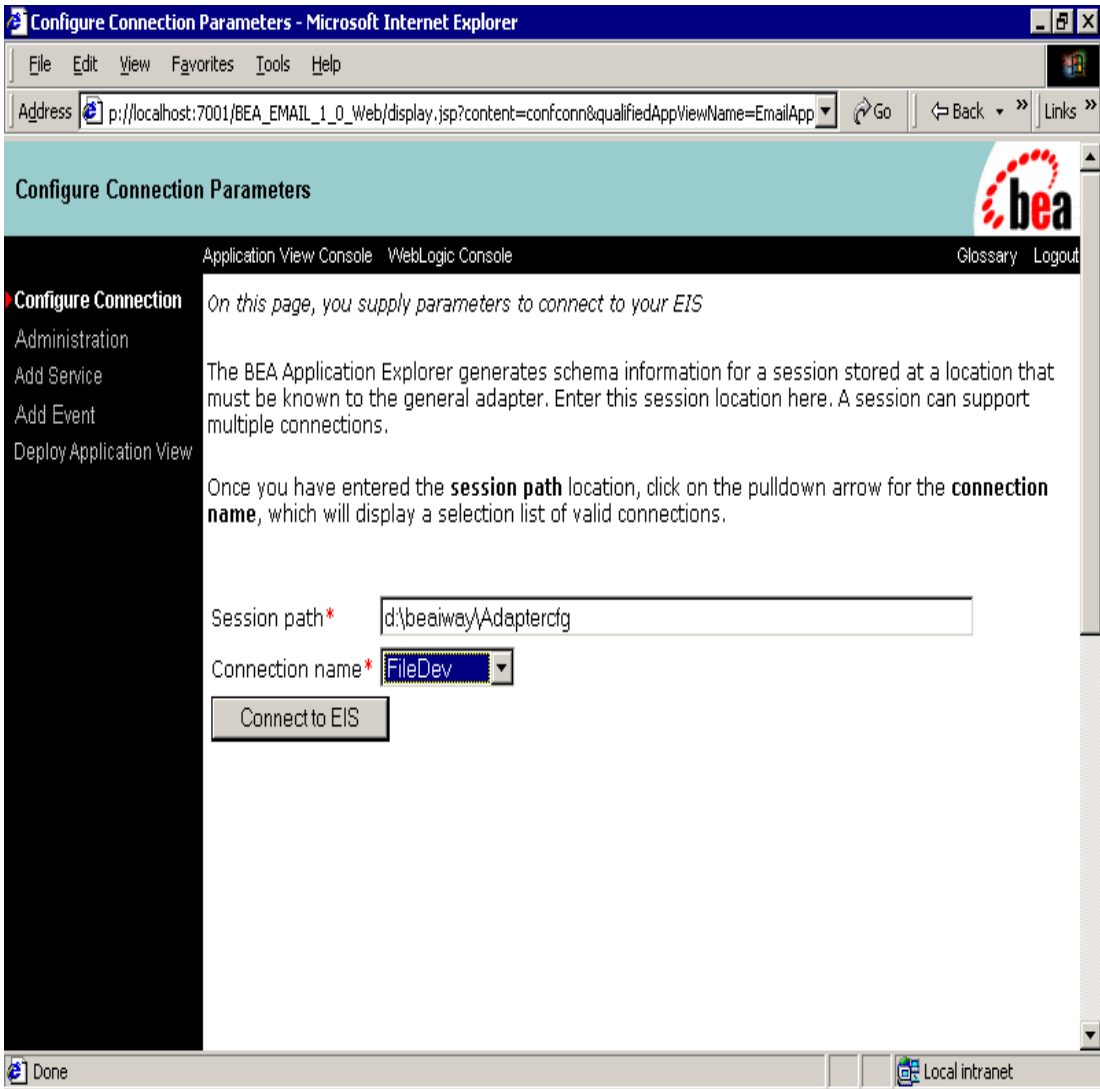 Configure Connection Parameters - Microsoft Internet Explorer
File Edit View Favorites Tools Help
Address p://localhost:7001/BEA_EMAIL_1_0_Web/display.jsp?content=confconn&qualifiedAppViewName=EmailApp Go Back » Links »
Configure Connection Parameters
bea
Application View Console WebLogic Console Glossary Logout
Configure Connection
Administration
Add Service
Add Event
Deploy Application View
On this page, you supply parameters to connect to your EIS
The BEA Application Explorer generates schema information for a session stored at a location that
must be known to the general adapter. Enter this session location here. A session can support
multiple connections.
Once you have entered the session path location, click on the pulldown arrow for the connection
name, which will display a selection list of valid connections.
Session path* d:\beaiway\Adaptercfg
Connection name* FileDev
Connect to EIS
Done Local intranet